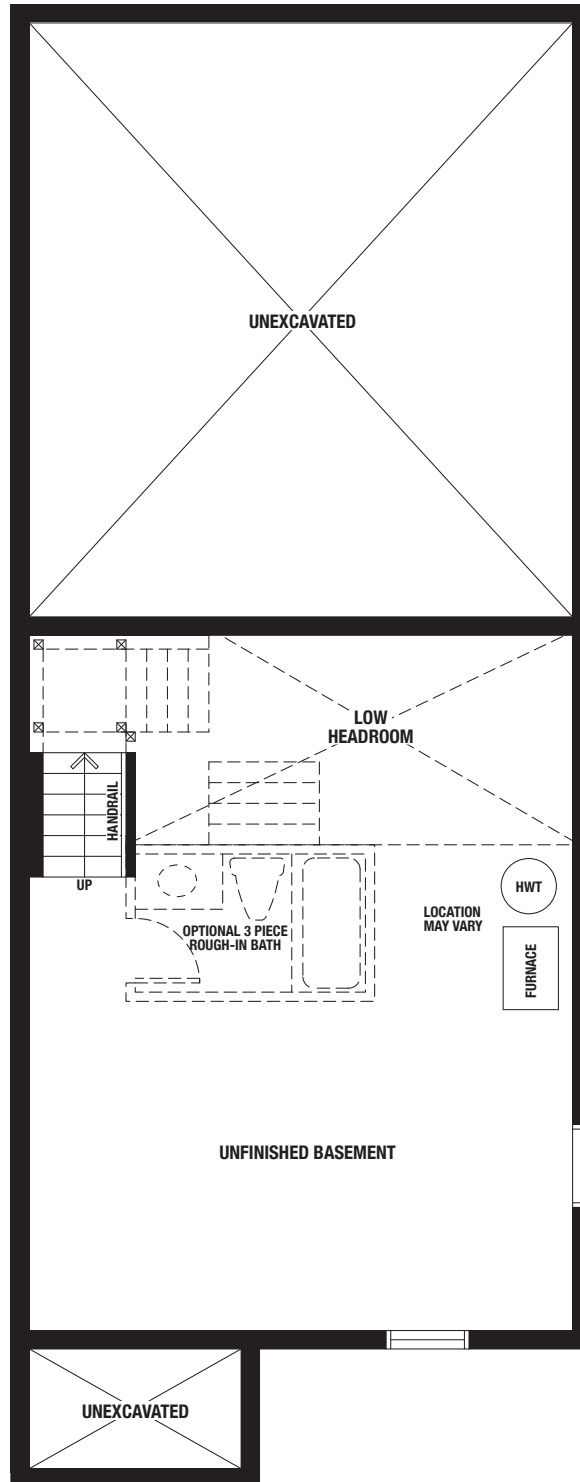 UNEXCAVATED
LOW
HEADROOM
HANDRAIL
UP
HWT
LOCATION
MAY VARY
OPTIONAL 3 PIECE
ROUGH-IN BATH
FURNACE
UNFINISHED BASEMENT
UNEXCAVATED